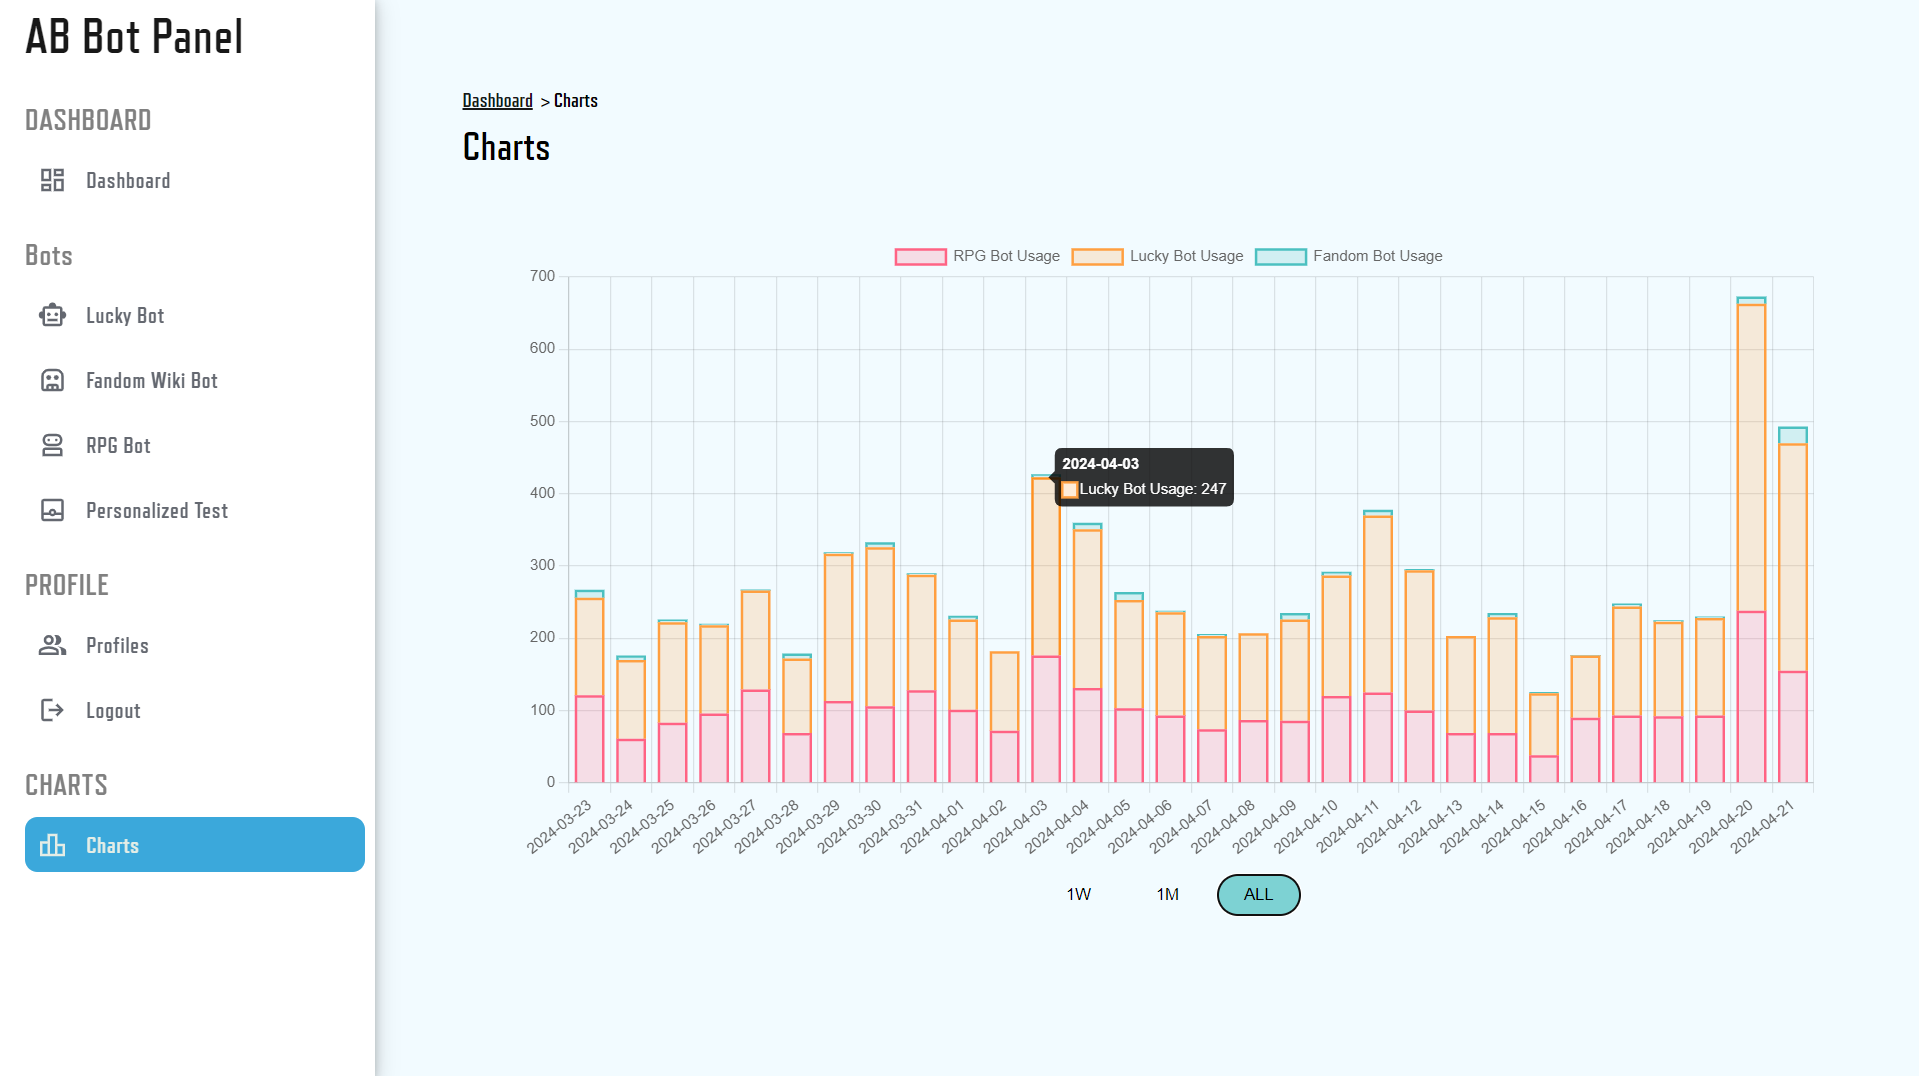 AB Bot Panel
DASHBOARD
Dashboard
Bots
Lucky Bot
Fandom Wiki Bot
RPG Bot
Personalized Test
PROFILE
Profiles
Logout
CHARTS
Charts
Dashboard > Charts
Charts
RPG Bot Usage Lucky Bot Usage Fandom Bot Usage
700
600
500
400
300
200
100
0
2024-04-03
Lucky Bot Usage: 247
2024-03-23
2024-03-24
2024-03-25
2024-03-26
2024-03-27
2024-03-28
2024-03-29
2024-03-30
2024-03-31
2024-04-01
2024-04-02
2024-04-03
2024-04-04
2024-04-05
2024-04-06
2024-04-07
2024-04-08
2024-04-09
2024-04-10
2024-04-11
2024-04-12
2024-04-13
2024-04-14
2024-04-15
2024-04-16
2024-04-17
2024-04-18
2024-04-19
2024-04-20
2024-04-21
1W 1M ALL